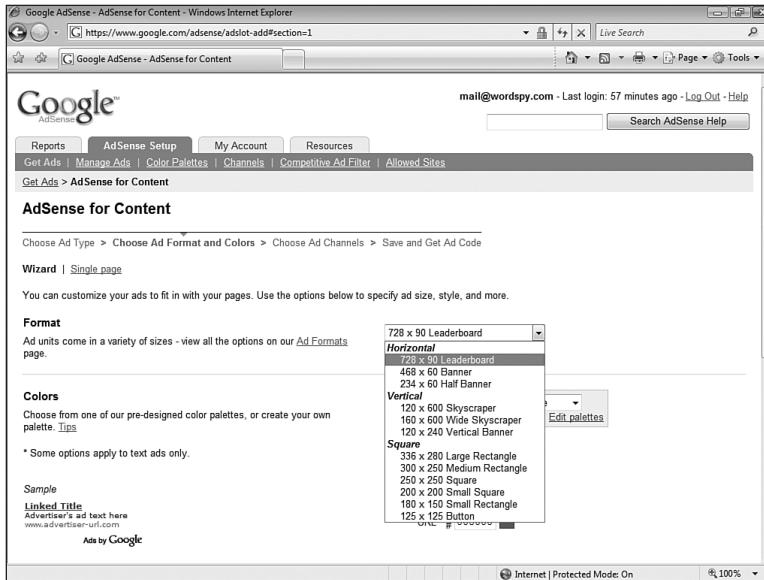 Google AdSense - AdSense for Content - Windows Internet Explorer
https://www.google.com/adsense/adslot-add#section=1
Live Search
Google AdSense - AdSense for Content
Page
Tools
Google™
AdSense
mail@wordspy.com - Last login: 57 minutes ago - Log Out - Help
Search AdSense Help
Reports AdSense Setup My Account Resources
Get Ads | Manage Ads | Color Palettes | Channels | Competitive Ad Filter | Allowed Sites
Get Ads > AdSense for Content
AdSense for Content
Choose Ad Type > Choose Ad Format and Colors > Choose Ad Channels > Save and Get Ad Code
Wizard | Single page
You can customize your ads to fit in with your pages. Use the options below to specify ad size, style, and more.
Format
Ad units come in a variety of sizes - view all the options on our Ad Formats
page.
728 x 90 Leaderboard
Horizontal
728 x 90 Leaderboard
468 x 60 Banner
234 x 60 Half Banner
Vertical
120 x 600 Skyscraper
160 x 600 Wide Skyscraper
120 x 240 Vertical Banner
Square
336 x 280 Large Rectangle
300 x 250 Medium Rectangle
250 x 250 Square
200 x 200 Small Square
180 x 150 Small Rectangle
125 x 125 Button
Colors
Choose from one of our pre-designed color palettes, or create your own
palette. Tips
* Some options apply to text ads only.
Edit palettes
Sample
Linked Title
Advertiser's ad text here
www.advertiser-url.com
Ads by Google
#
Internet | Protected Mode: On
100%